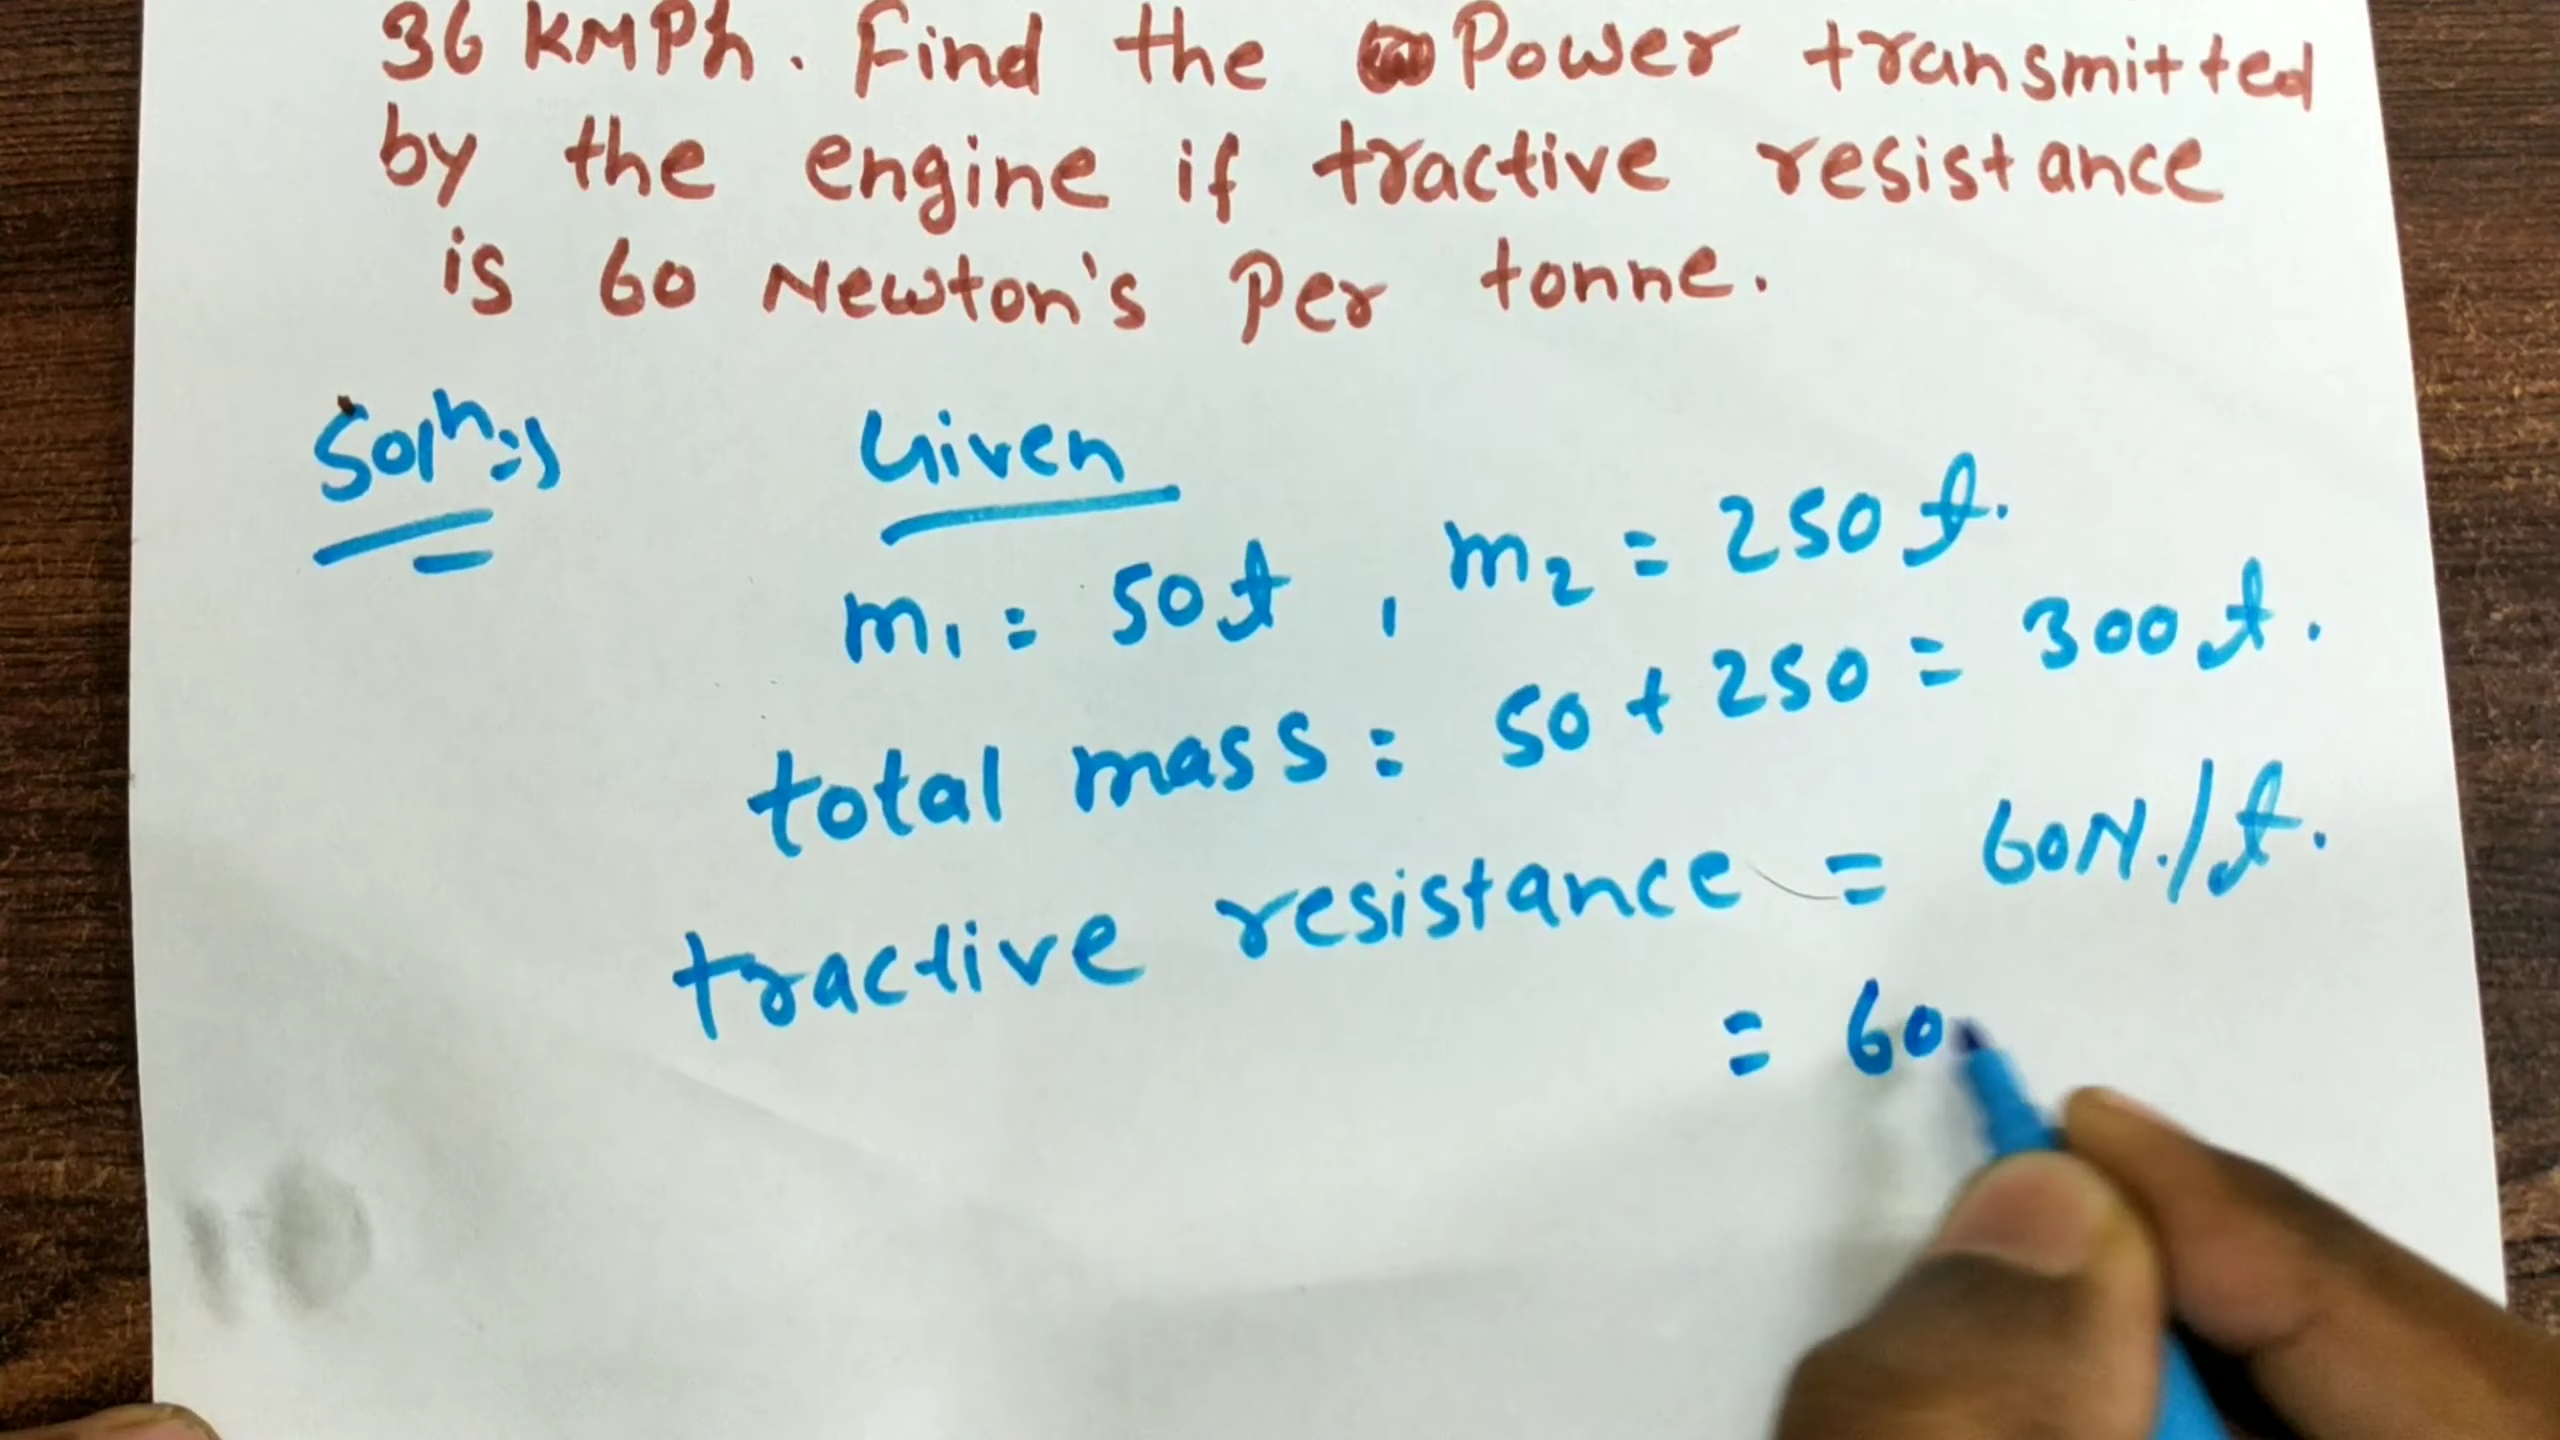 36 KMPh. Find the Power transmitted
by the engine if tractive resistance
is 60 Newton's Per tonne.
Solⁿ:⇒ Given
m₁ = 50t, m₂ = 250t.
total mass = 50 + 250 = 300t.
tractive resistance = 60N./t.
= 60